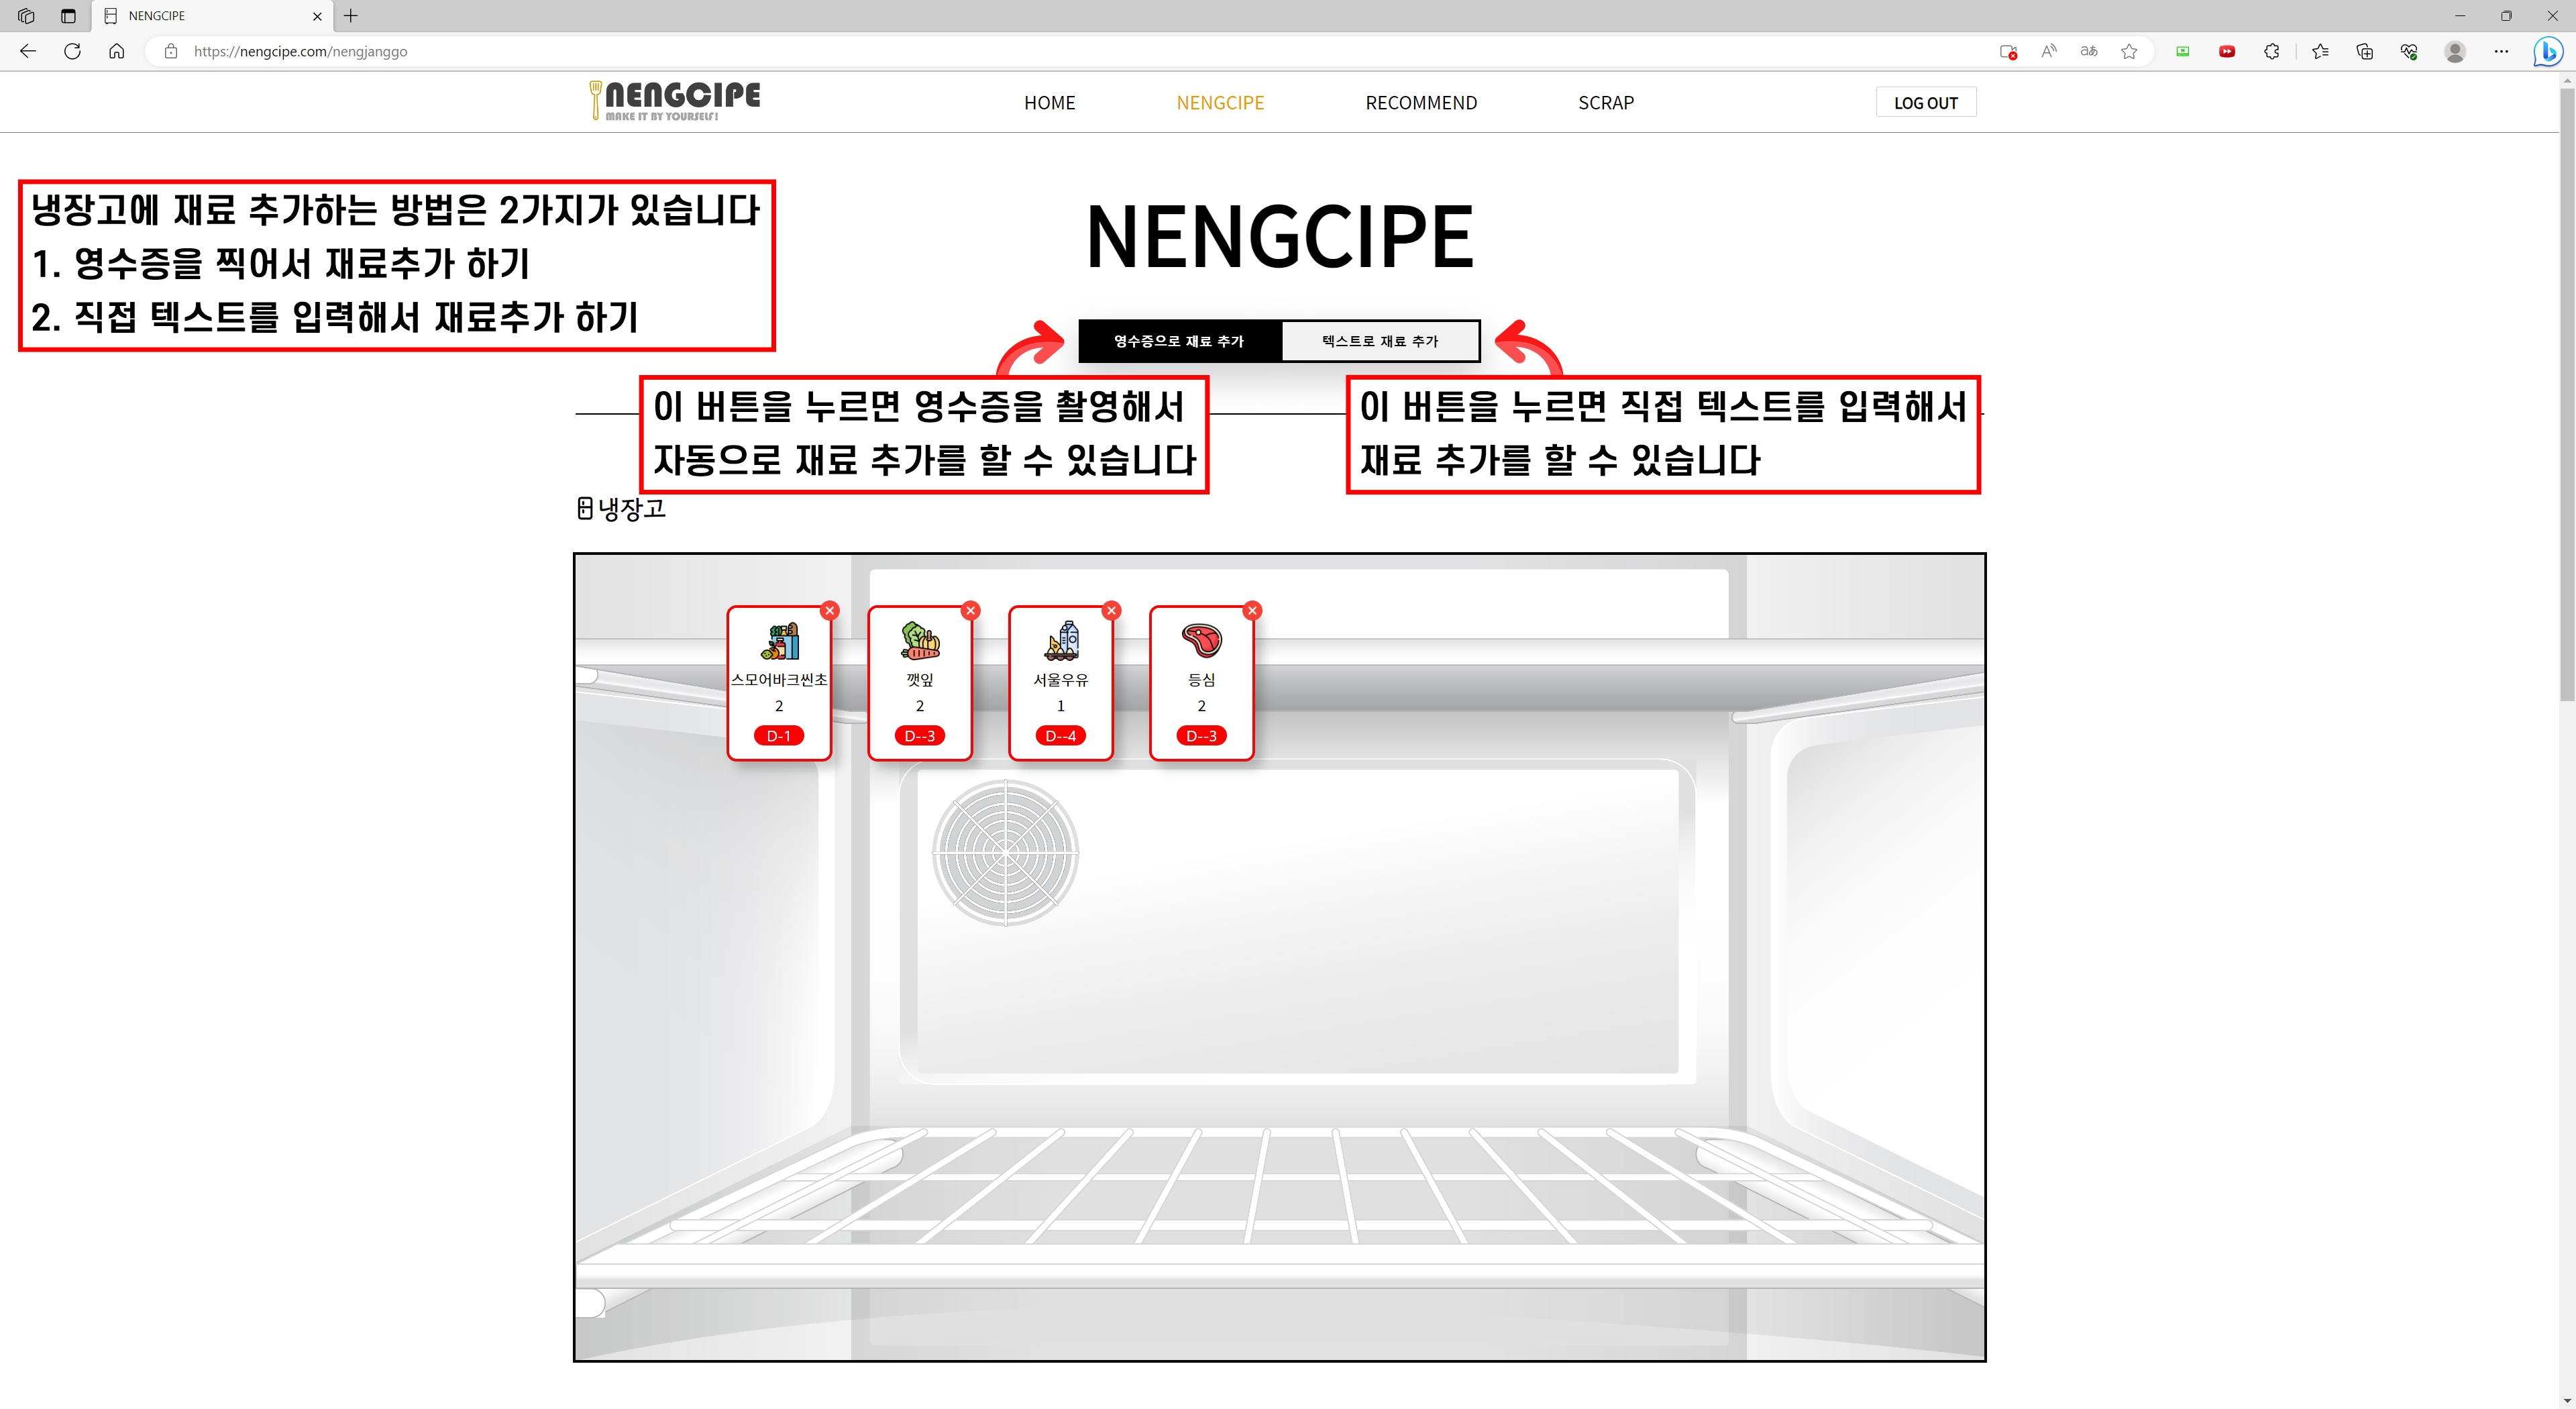 NENGCIPE
https://nengcipe.com/nengjanggo
NENGCIPE
MAKE IT BY YOURSELF!
HOME
NENGCIPE
RECOMMEND
SCRAP
LOG OUT
냉장고에 재료 추가하는 방법은 2가지가 있습니다
1. 영수증을 찍어서 재료추가 하기
2. 직접 텍스트를 입력해서 재료추가 하기
NENGCIPE
영수증으로 재료 추가
텍스트로 재료 추가
이 버튼을 누르면 영수증을 촬영해서
자동으로 재료 추가를 할 수 있습니다
이 버튼을 누르면 직접 텍스트를 입력해서
재료 추가를 할 수 있습니다
냉장고
스모어바크씬초
2
D-1
깻잎
2
D--3
서울우유
1
D--4
등심
2
D--3